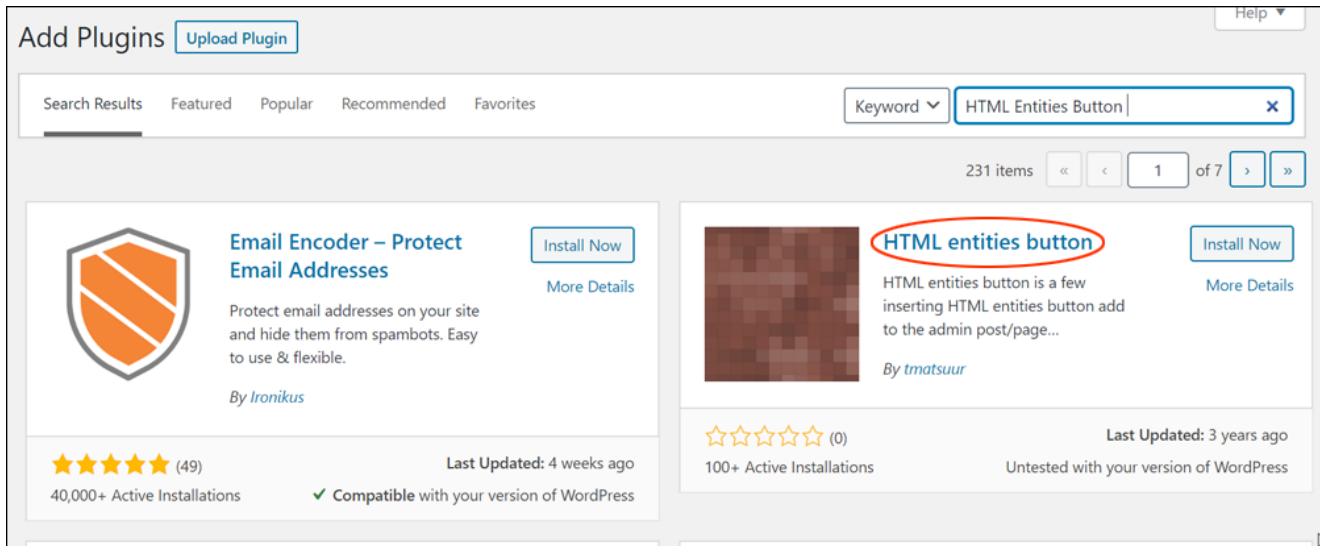 Help ▼
Add Plugins Upload Plugin
Search Results Featured Popular Recommended Favorites Keyword HTML Entities Button ×
231 items « ‹ 1 of 7 › »
Email Encoder – Protect
Email Addresses
Install Now
More Details
Protect email addresses on your site
and hide them from spambots. Easy
to use & flexible.
By Ironikus
(49)
Last Updated: 4 weeks ago
40,000+ Active Installations
✓ Compatible with your version of WordPress
HTML entities button
Install Now
More Details
HTML entities button is a few
inserting HTML entities button add
to the admin post/page...
By tmatsuur
(0)
Last Updated: 3 years ago
100+ Active Installations
Untested with your version of WordPress